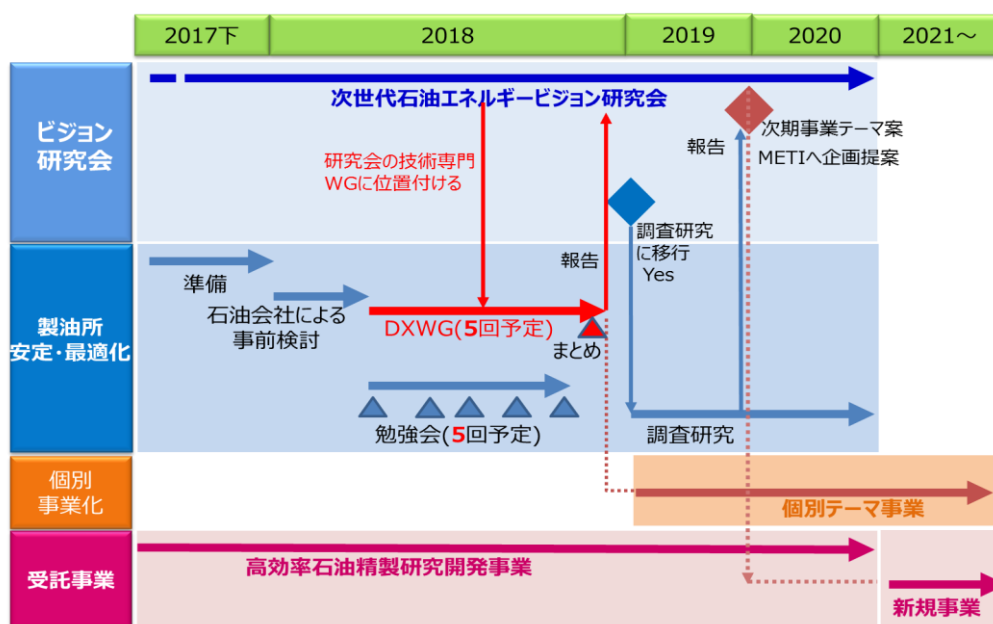 2017下
2018
2019
2020
2021～
ビジョン
研究会
次世代石油エネルギービジョン研究会
研究会の技術専門
WGに位置付ける
報告
次期事業テーマ案
METIへ企画提案
調査研究
に移行
Yes
報告
製油所
安定・最適化
準備
石油会社による
事前検討
DXWG(5回予定)
まとめ
勉強会(5回予定)
調査研究
個別
事業化
個別テーマ事業
受託事業
高効率石油精製研究開発事業
新規事業